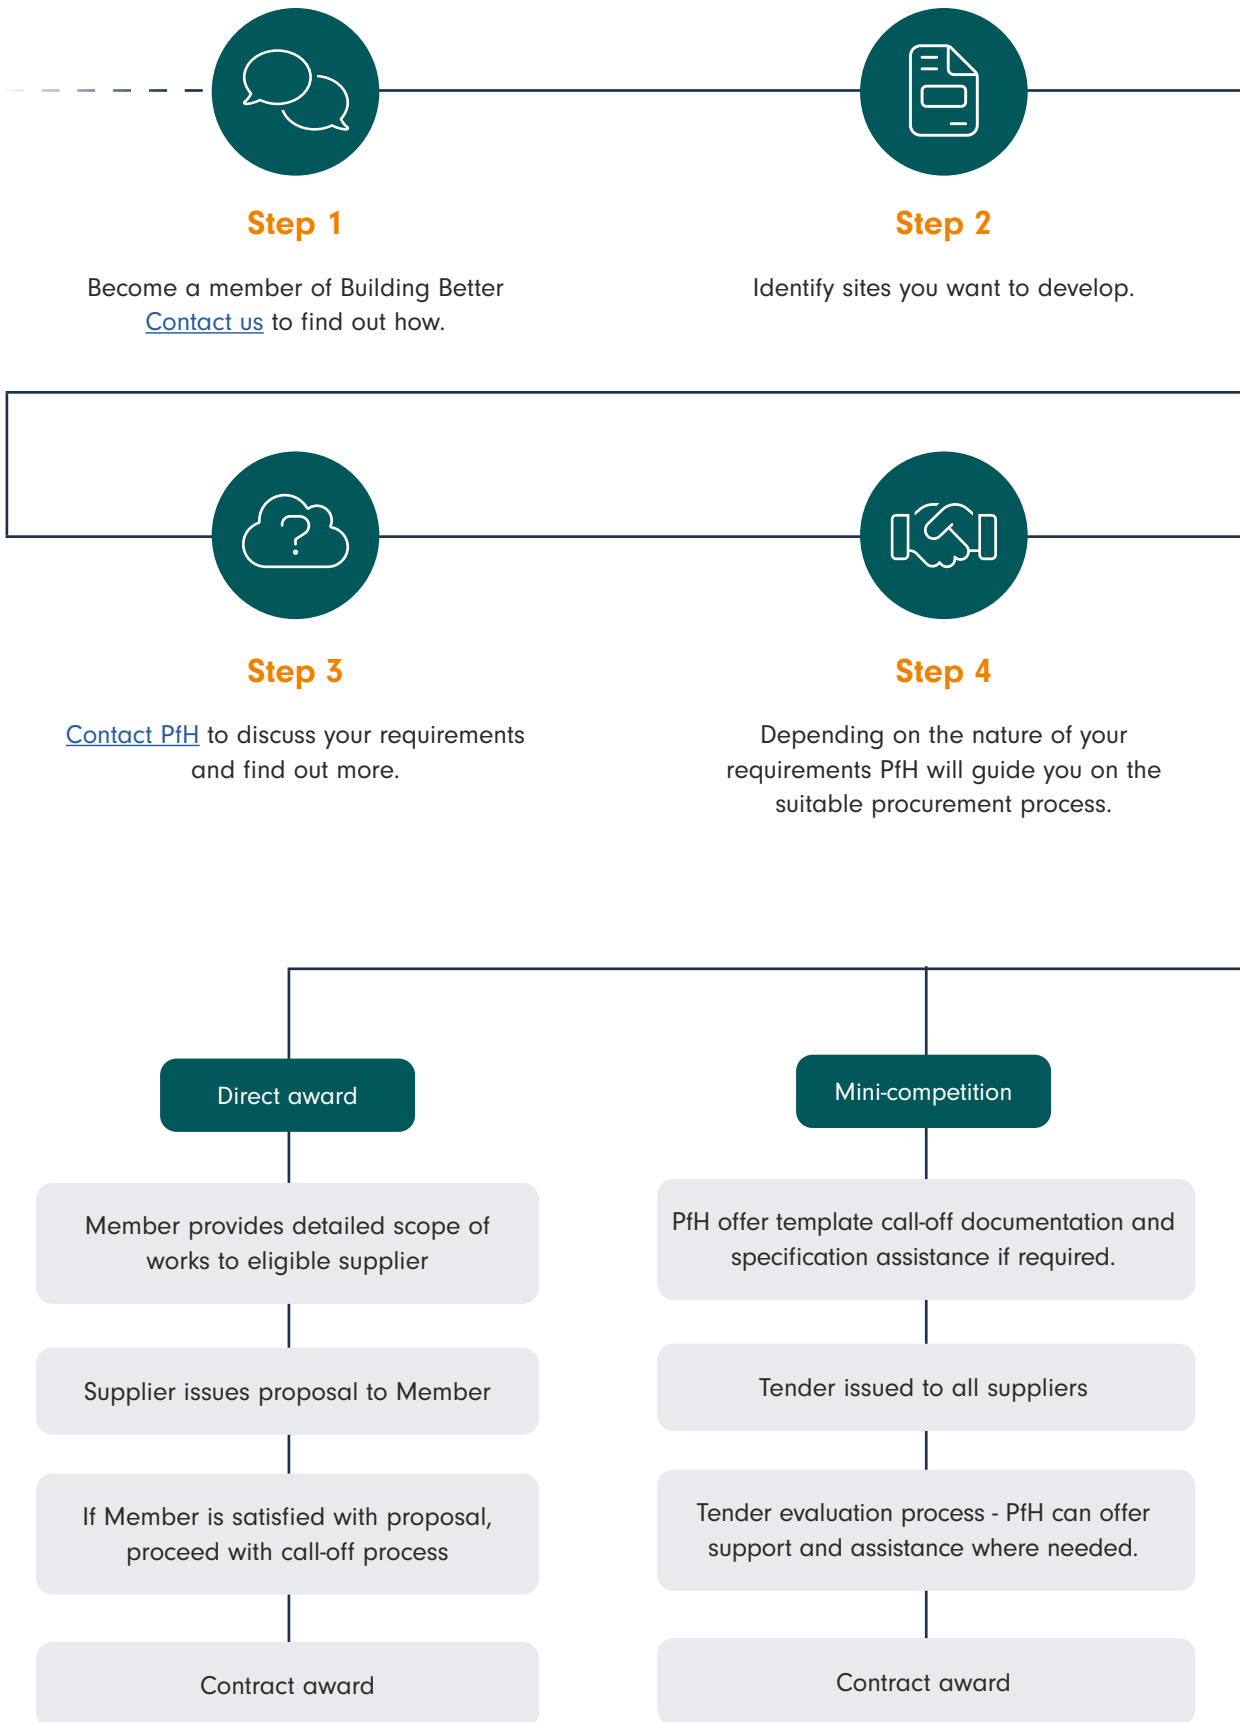 Step 1
Become a member of Building Better
Contact us to find out how.
Step 2
Identify sites you want to develop.
Step 3
Contact PfH to discuss your requirements
and find out more.
Step 4
Depending on the nature of your
requirements PfH will guide you on the
suitable procurement process.
Direct award
Member provides detailed scope of
works to eligible supplier
Supplier issues proposal to Member
If Member is satisfied with proposal,
proceed with call-off process
Contract award
Mini-competition
PfH offer template call-off documentation and
specification assistance if required.
Tender issued to all suppliers
Tender evaluation process - PfH can offer
support and assistance where needed.
Contract award